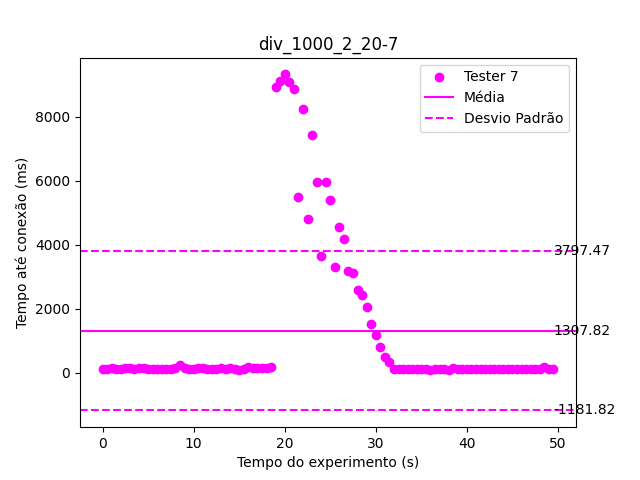 div_1000_2_20-7
Tester 7
Média
Desvio Padrão
Tempo até conexão (ms)
8000
6000
4000
2000
0
3797.47
1307.82
-1181.82
0 10 20 30 40 50
Tempo do experimento (s)